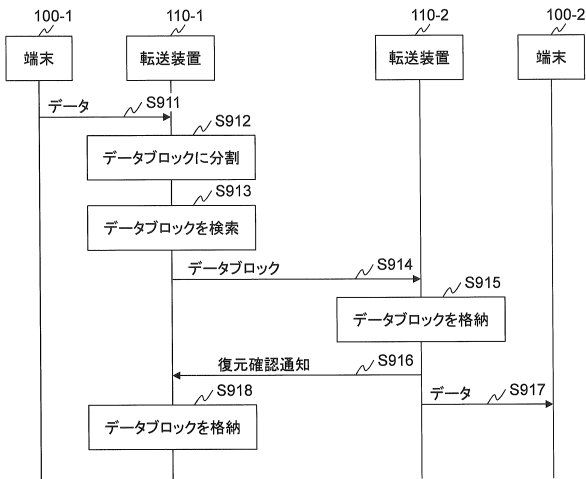 100-1
110-1
110-2
100-2
端末
転送装置
転送装置
端末
データ
S911
S912
データブロックに分割
S913
データブロックを検索
データブロック
S914
S915
データブロックを格納
復元確認通知
S916
データ
S917
S918
データブロックを格納